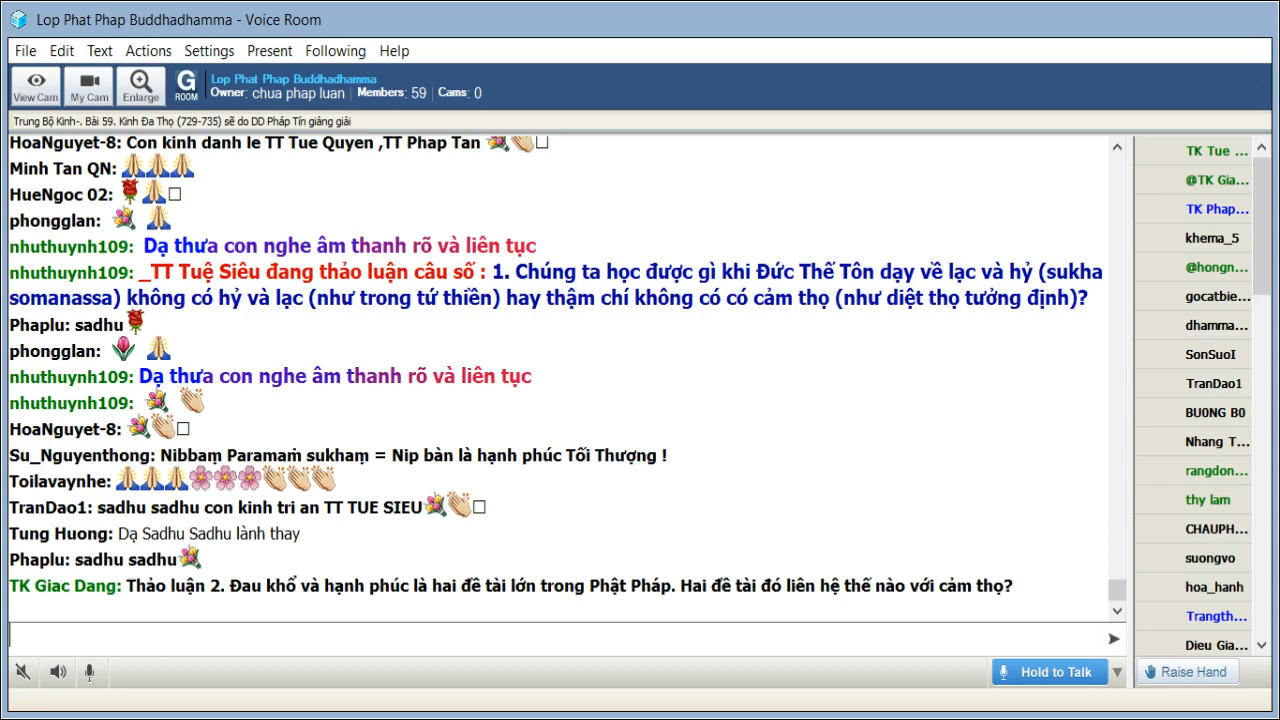 Lop Phat Phap Buddhadhamma - Voice Room
File Edit Text Actions Settings Present Following Help
View Cam My Cam Enlarge G ROOM
Lop Phat Phap Buddhadhamma
Owner: chua phap luan | Members: 59 | Cams: 0
Trung Bộ Kinh-. Bài 59. Kinh Đa Thọ (729-735) sẽ do DD Pháp Tín giảng giải
HoaNguyet-8: Con kinh danh le TT Tue Quyen ,TT Phap Tan 💐👏□
Minh Tan QN: 🙏🙏🙏
HueNgoc 02: 🌹🙏□
phongglan: 💐 🙏
nhuthuynh109: Dạ thưa con nghe âm thanh rõ và liên tục
nhuthuynh109: _TT Tuệ Siêu đang thảo luận câu số : 1. Chúng ta học được gì khi Đức Thế Tôn dạy về lạc và hỷ (sukha
somanassa) không có hỷ và lạc (như trong tứ thiền) hay thậm chí không có có cảm thọ (như diệt thọ tưởng định)?
Phaplu: sadhu🌹
phongglan: 🌷 🙏
nhuthuynh109: Dạ thưa con nghe âm thanh rõ và liên tục
nhuthuynh109: 💐 👏
HoaNguyet-8: 💐👏□
Su_Nguyenthong: Nibbaṃ Paramaṁ sukhaṃ = Nip bàn là hạnh phúc Tối Thượng !
Toilavaynhe: 🙏🙏🙏🌸🌸🌸👏👏👏
TranDao1: sadhu sadhu con kinh tri an TT TUE SIEU💐👏□
Tung Huong: Dạ Sadhu Sadhu lành thay
Phaplu: sadhu sadhu💐
TK Giac Dang: Thảo luận 2. Đau khổ và hạnh phúc là hai đề tài lớn trong Phật Pháp. Hai đề tài đó liên hệ thế nào với cảm thọ?
TK Tue ...
@TK Gia...
TK Phap...
khema_5
@hongn...
gocatbie...
dhamma...
SonSuoI
TranDao1
BU0NG B0
Nhang T...
rangdon...
thy lam
CHAUPH...
suongvo
hoa_hanh
Trangth...
Dieu Gia...
Hold to Talk
Raise Hand